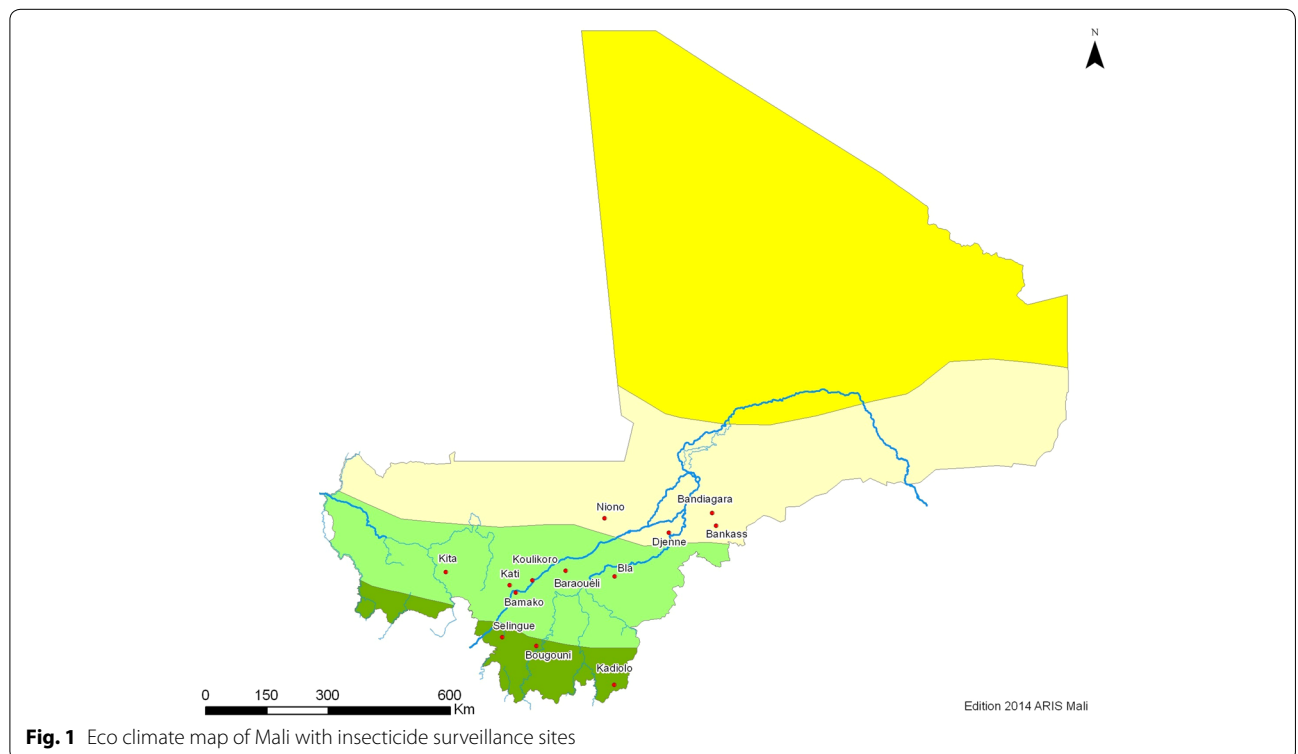 N
Niono
Bandiagara
Bankass
Djenne
Kita
Koulikoro
Kati
Baraouéli
Bla
Bamako
Selingue
Bougouni
Kadiolo
0 150 300 600
Km
Edition 2014 ARIS Mali
Fig. 1 Eco climate map of Mali with insecticide surveillance sites